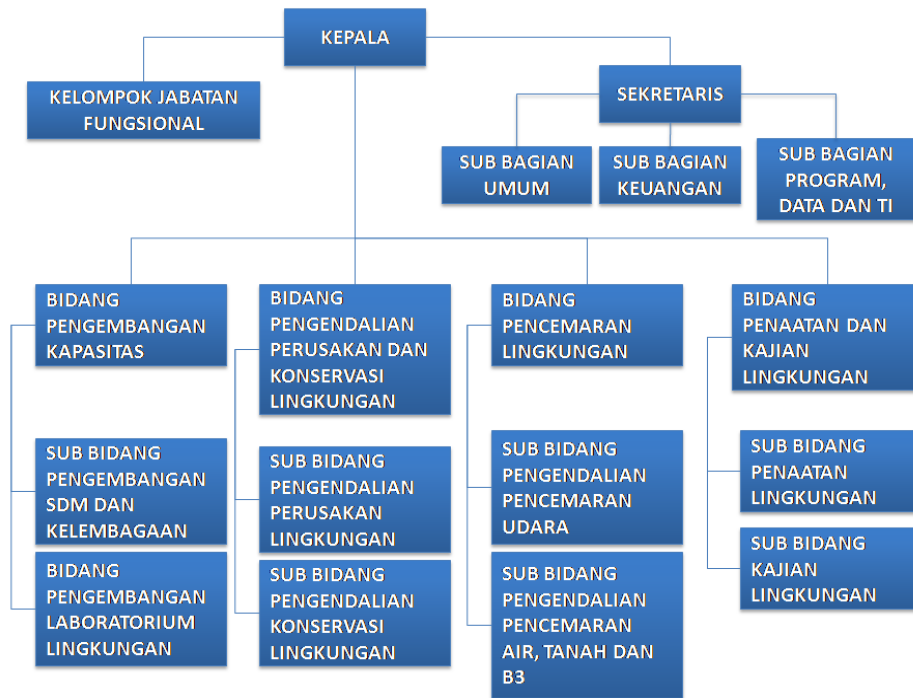 KEPALA
KELOMPOK JABATAN
FUNGSIONAL
SEKRETARIS
SUB BAGIAN
UMUM
SUB BAGIAN
KEUANGAN
SUB BAGIAN
PROGRAM,
DATA DAN TI
BIDANG
PENGEMBANGAN
KAPASITAS
BIDANG
PENGENDALIAN
PERUSAKAN DAN
KONSERVASI
LINGKUNGAN
BIDANG
PENCEMARAN
LINGKUNGAN
BIDANG
PENAATAN DAN
KAJIAN
LINGKUNGAN
SUB BIDANG
PENGEMBANGAN
SDM DAN
KELEMBAGAAN
SUB BIDANG
PENGENDALIAN
PERUSAKAN
LINGKUNGAN
SUB BIDANG
PENGENDALIAN
PENCEMARAN
UDARA
SUB BIDANG
PENAATAN
LINGKUNGAN
BIDANG
PENGEMBANGAN
LABORATORIUM
LINGKUNGAN
SUB BIDANG
PENGENDALIAN
KONSERVASI
LINGKUNGAN
SUB BIDANG
PENGENDALIAN
PENCEMARAN
AIR, TANAH DAN
B3
SUB BIDANG
KAJIAN
LINGKUNGAN